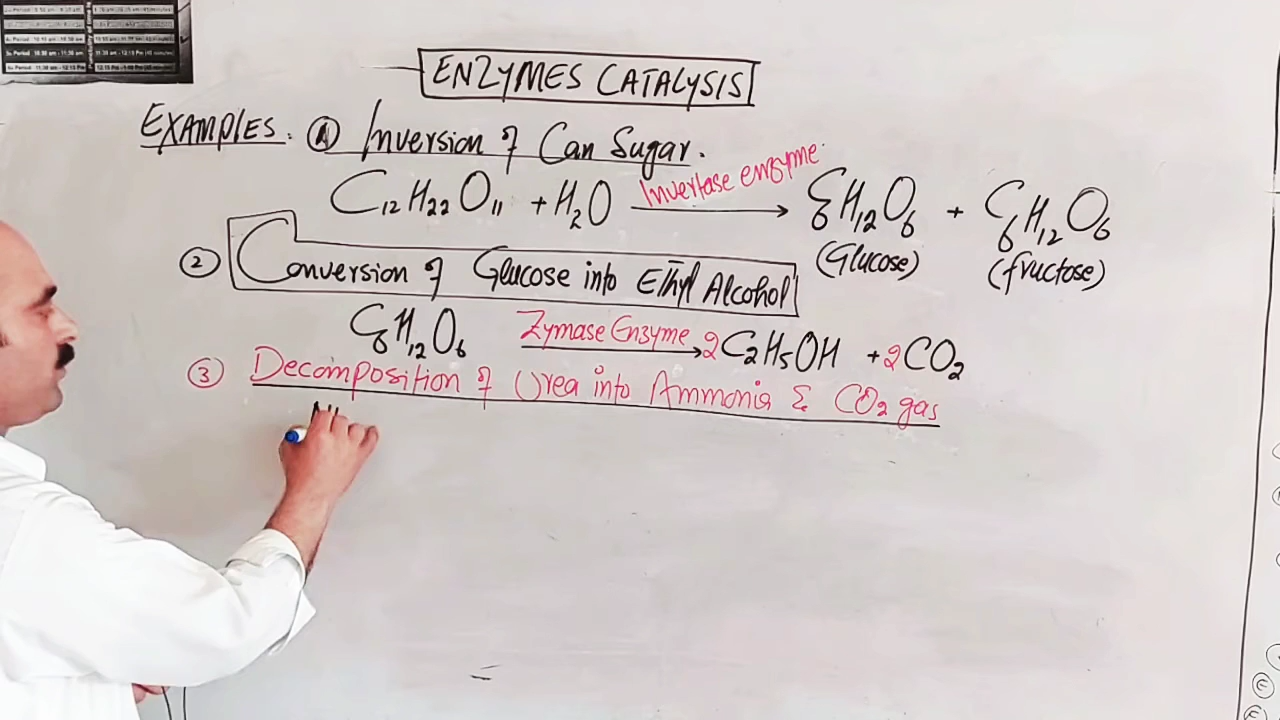 ENZYMES CATALYSIS
EXAMPLES: ① Inversion of Can Sugar.
C₁₂H₂₂O₁₁ + H₂O Invertase enzyme → C₆H₁₂O₆ + C₆H₁₂O₆
(Glucose) (fructose)
② Conversion of Glucose into Ethyl Alcohol
C₆H₁₂O₆ Zymase Enzyme → 2C₂H₅OH + 2CO₂
③ Decomposition of Urea into Ammonia & CO₂ gas